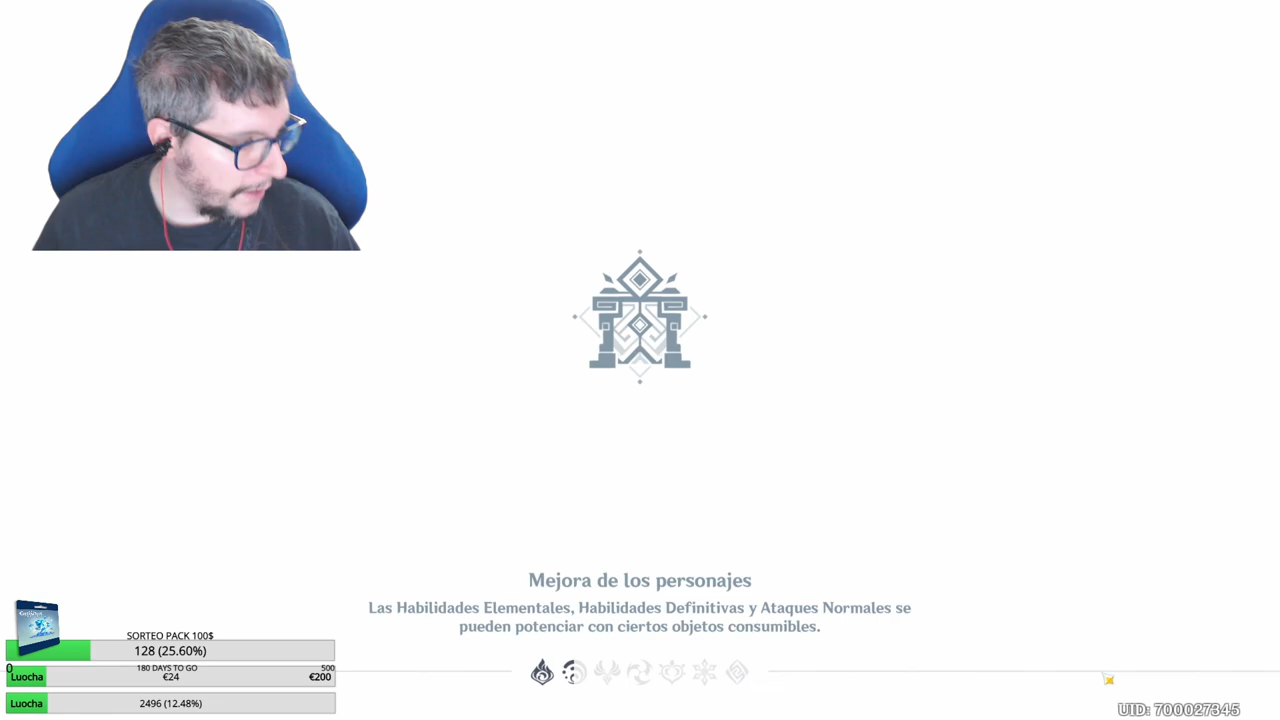 Mejora de los personajes
Las Habilidades Elementales, Habilidades Definitivas y Ataques Normales se
pueden potenciar con ciertos objetos consumibles.
SORTEO PACK 100$
128 (25.60%)
0
180 DAYS TO GO
500
Luocha
€24
€200
Luocha
2496 (12.48%)
UID: 700027345